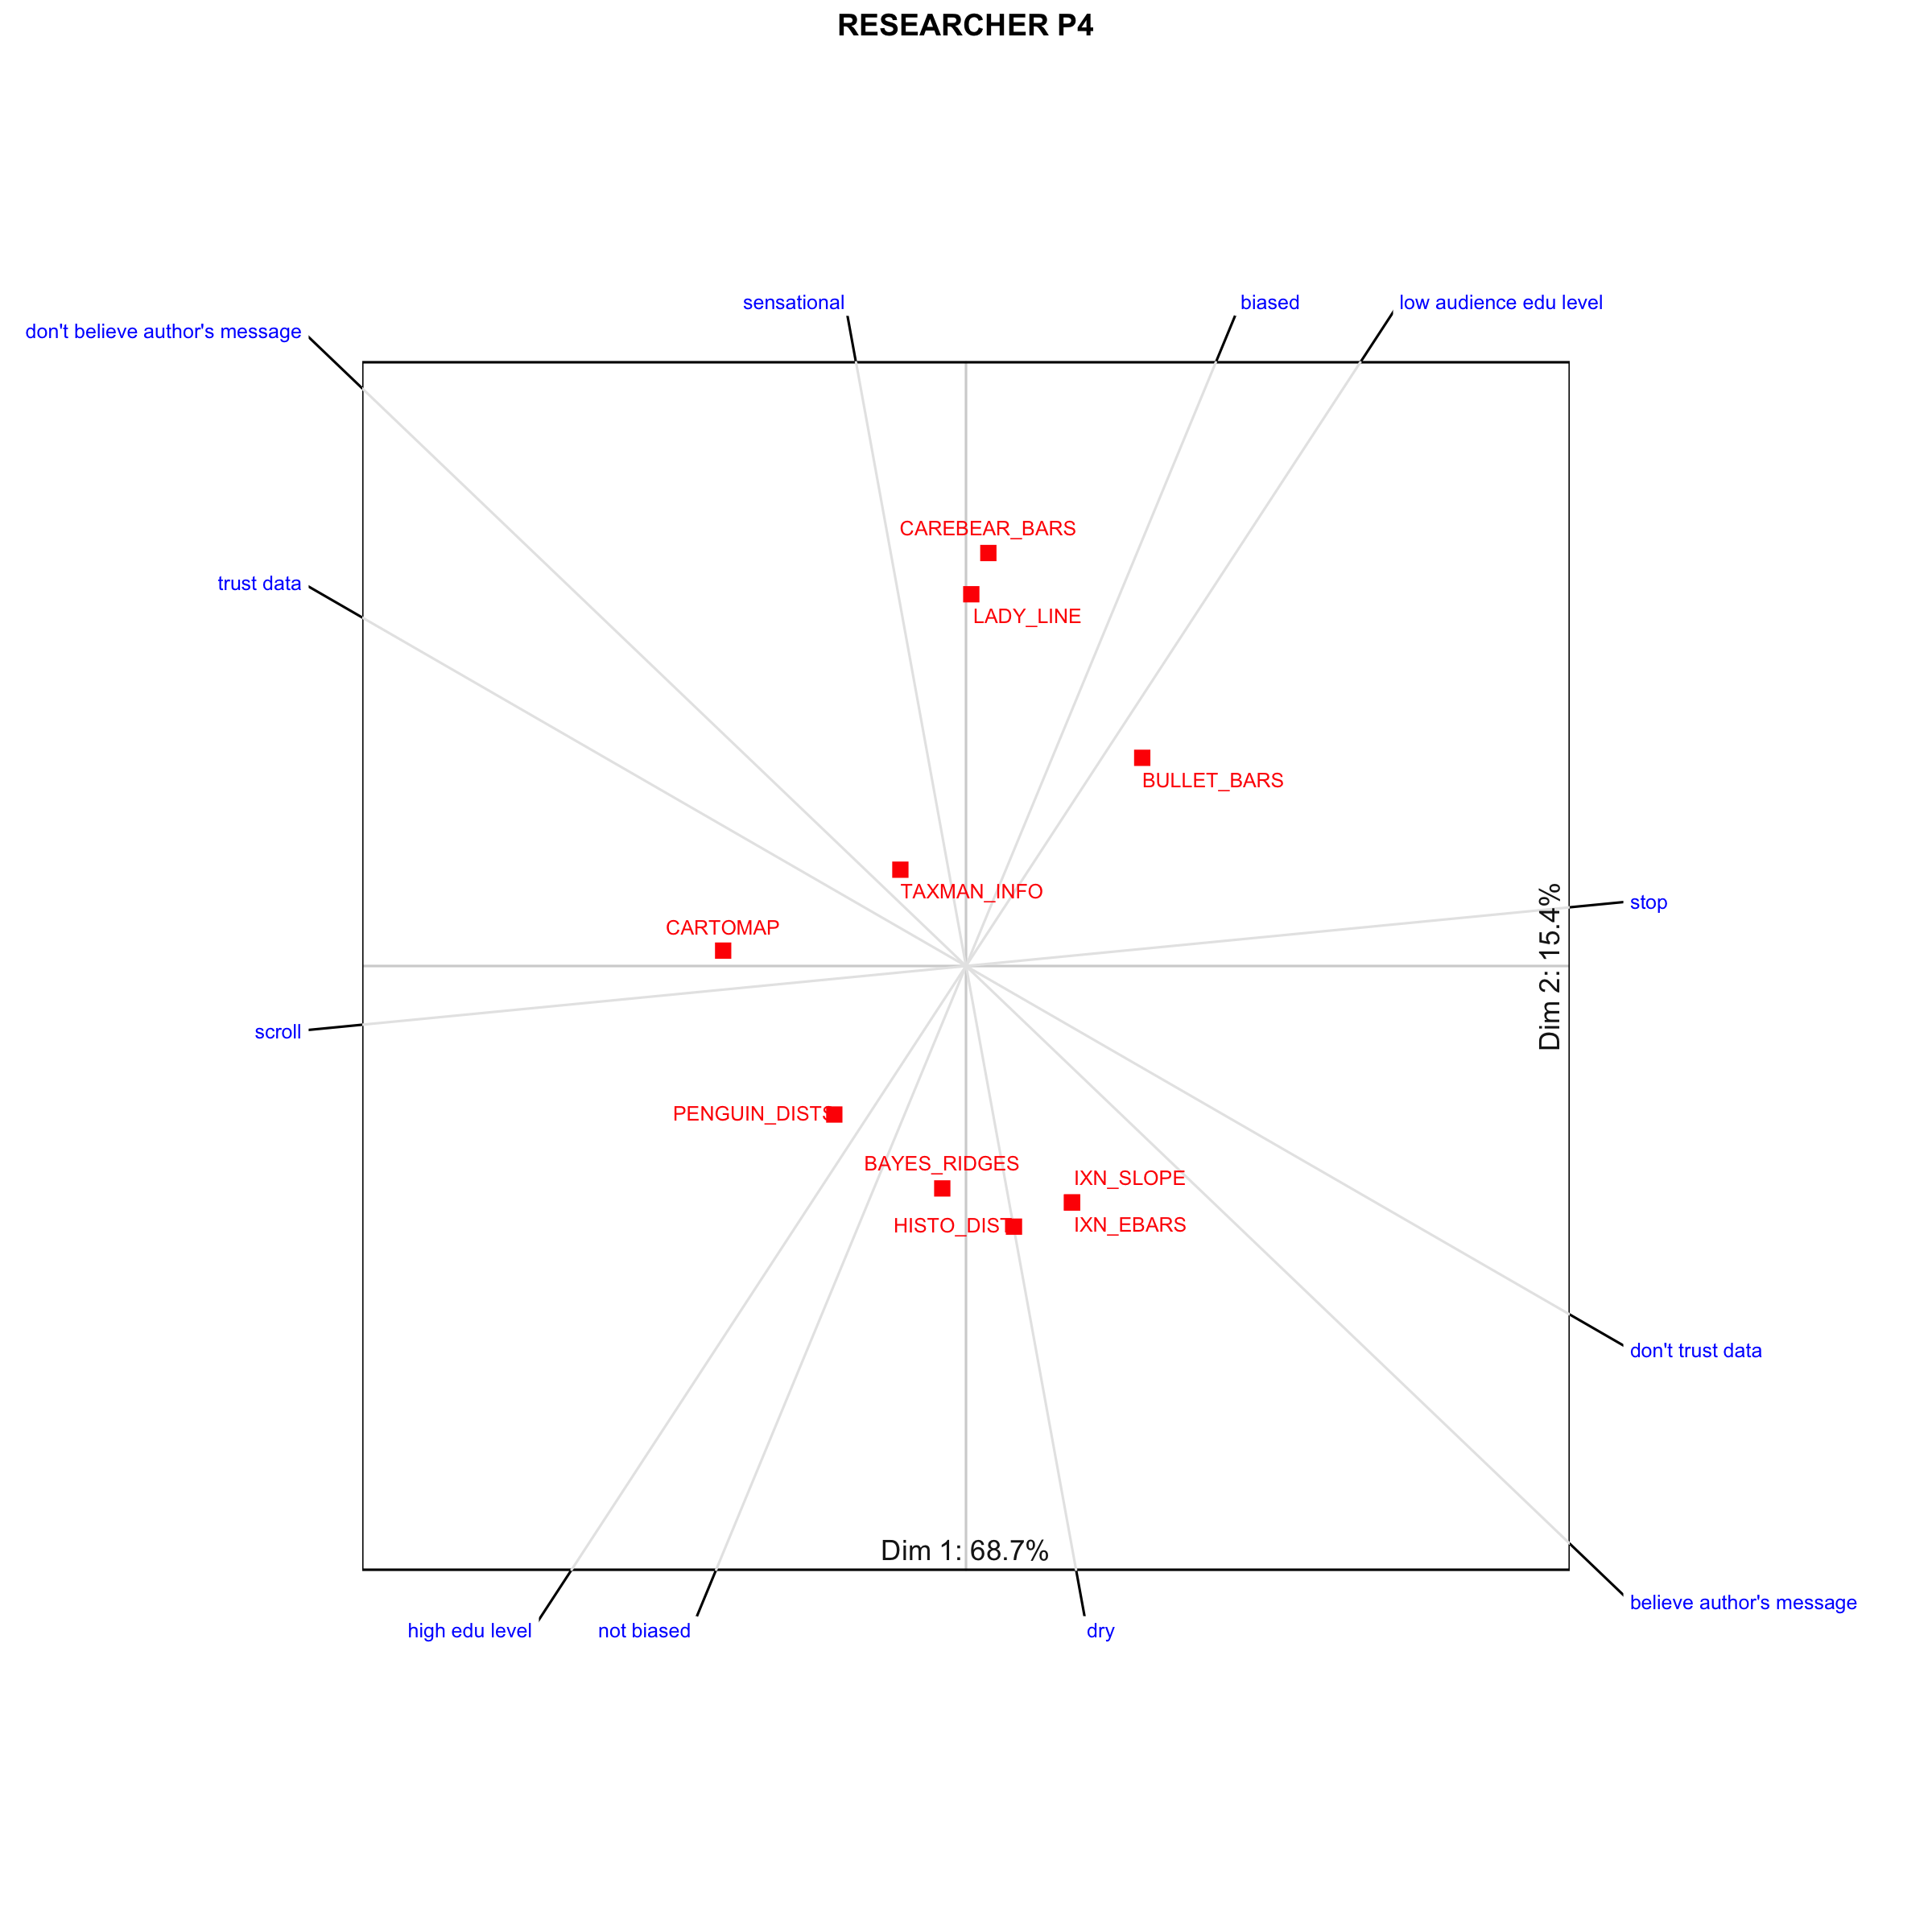 RESEARCHER P4
sensational
biased
low audience edu level
don't believe author's message
CAREBEAR_BARS
trust data
LADY_LINE
BULLET_BARS
TAXMAN_INFO
stop
CARTOMAP
Dim 2: 15.4%
scroll
PENGUIN_DISTS
BAYES_RIDGES
IXN_SLOPE
HISTO_DIST
IXN_EBARS
don't trust data
Dim 1: 68.7%
believe author's message
high edu level
not biased
dry